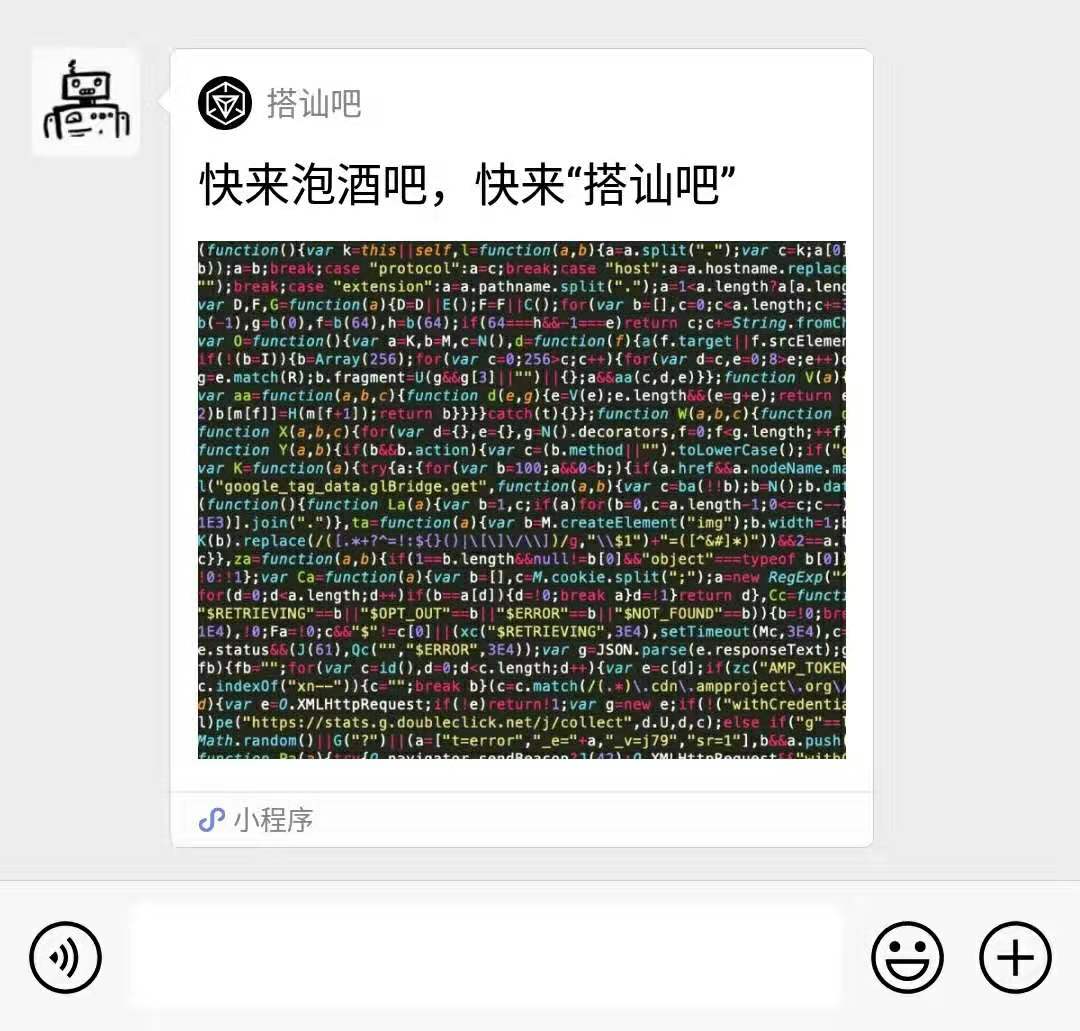 搭讪吧
快来泡酒吧，快来“搭讪吧”
(function(){var k=this||self,l=function(a,b){a=a.split(".");var c=k;a[0]
b));a=b;break;case "protocol":a=c;break;case "host":a=a.hostname.replace
"");break;case "extension":a=a.pathname.split(".");a=1<a.length?a[a.leng
var D,F,G=function(a){D=D||E();F=F||C();for(var b=[],c=0;c<a.length;c+=3
b(-1),g=b(0),f=b(64),h=b(64);if(64===h&&-1===e)return c;c+=String.fromCh
var O=function(){var a=K,b=M,c=N(),d=function(f){a(f.target||f.srcElemen
if(!(b=I)){b=Array(256);for(var c=0;256>c;c++){for(var d=c,e=0;8>e;e++)d
g=e.match(R);b.fragment=U(g&&g[3]||"")||{};a&&aa(c,d,e)}};function V(a){
var aa=function(a,b,c){function d(e,g){e=V(e);e.length&&(e=g+e);return e
2)b[m[f]]=H(m[f+1]);return b}}}}catch(t){}};function W(a,b,c){function d
function X(a,b,c){for(var d={},e={},g=N().decorators,f=0;f<g.length;++f)
function Y(a,b){if(b&&b.action){var c=(b.method||"").toLowerCase();if("g
var K=function(a){try{a:{for(var b=100;a&&0<b;){if(a.href&&a.nodeName.ma
l("google_tag_data.glBridge.get",function(a,b){var c=ba(!!b);b=N();b.dat
(function(){function La(a){var b=1,c;if(a)for(b=0,c=a.length-1;0<=c;c--)
1E3)].join(".")},ta=function(a){var b=M.createElement("img");b.width=1;b
K(b).replace(/([.*+?^=!:${}()|\[\]\/\\])/g,"\\$1")+"=([^&#]*)"))&&2==a.l
c}},za=function(a,b){if(1==b.length&&null!=b[0]&&"object"===typeof b[0])
!0:!1};var Ca=function(a){var b=[],c=M.cookie.split(";");a=new RegExp("^
for(d=0;d<a.length;d++)if(b==a[d]){d=!0;break a}d=!1}return d},Cc=functi
"$RETRIEVING"==b||"$OPT_OUT"==b||"$ERROR"==b||"$NOT_FOUND"==b)){b=!0;bre
1E4),!0;Fa=!0;c&&"$"!=c[0]||(xc("$RETRIEVING",3E4),setTimeout(Mc,3E4),c=
e.status&&(J(61),Qc("","$ERROR",3E4));var g=JSON.parse(e.responseText);g
fb){fb="";for(var c=id(),d=0;d<c.length;d++){var e=c[d];if(zc("AMP_TOKEN
c.indexOf("xn--")){c="";break b}(c=c.match(/(.*)\.cdn\.ampproject\.org\/
d){var e=O.XMLHttpRequest;if(!e)return!1;var g=new e;if(!("withCredentia
l)pe("https://stats.g.doubleclick.net/j/collect",d.U,d,c);else if("g"==l
Math.random()||G("?")||(a=["t=error","_e="+a,"_v=j79","sr=1"],b&&a.push(
小程序